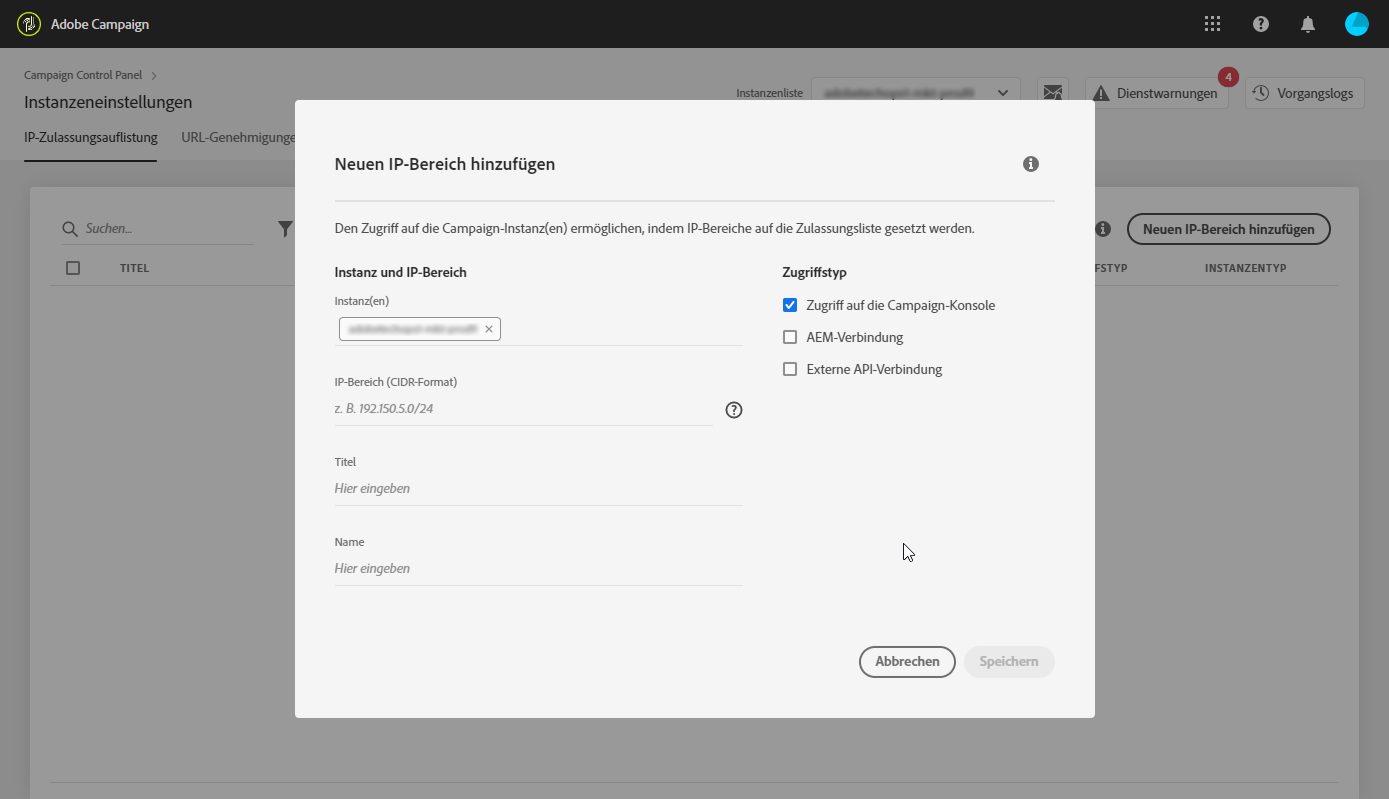 Adobe Campaign
Campaign Control Panel
Instanzeneinstellungen
Instanzenliste
4
Dienstwarnungen
Vorgangslogs
IP-Zulassungsauflistung
URL-Genehmigunge
Neuen IP-Bereich hinzufügen
Suchen...
Den Zugriff auf die Campaign-Instanz(en) ermöglichen, indem IP-Bereiche auf die Zulassungsliste gesetzt werden.
Neuen IP-Bereich hinzufügen
TITEL
FSTYP
INSTANZENTYP
Instanz und IP-Bereich
Instanz(en)
IP-Bereich (CIDR-Format)
z. B. 192.150.5.0/24
Titel
Hier eingeben
Name
Hier eingeben
Zugriffstyp
Zugriff auf die Campaign-Konsole
AEM-Verbindung
Externe API-Verbindung
Abbrechen
Speichern